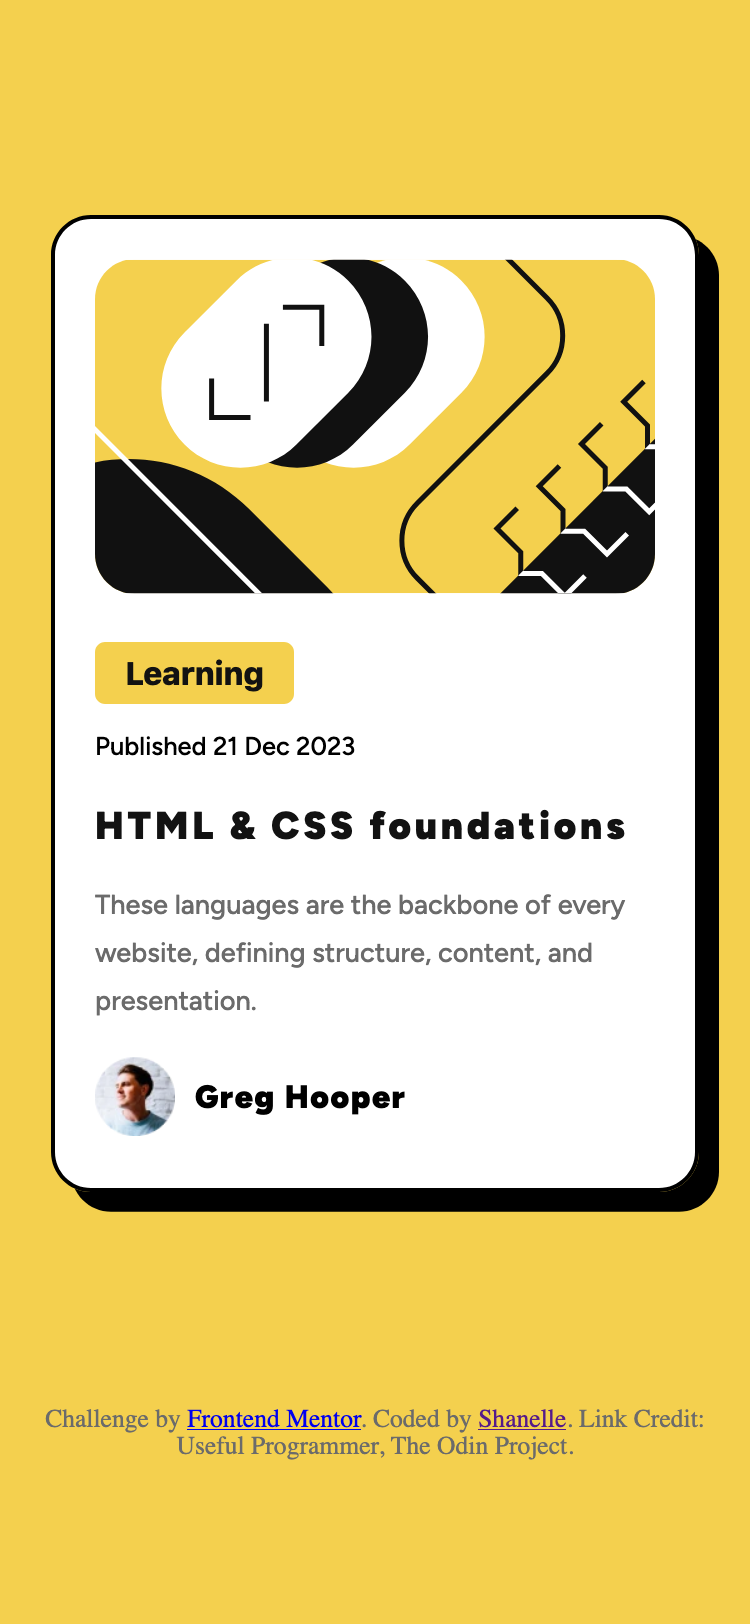 Learning
Published 21 Dec 2023
HTML & CSS foundations
These languages are the backbone of every
website, defining structure, content, and
presentation.
Greg Hooper
Challenge by Frontend Mentor. Coded by Shanelle. Link Credit:
Useful Programmer, The Odin Project.